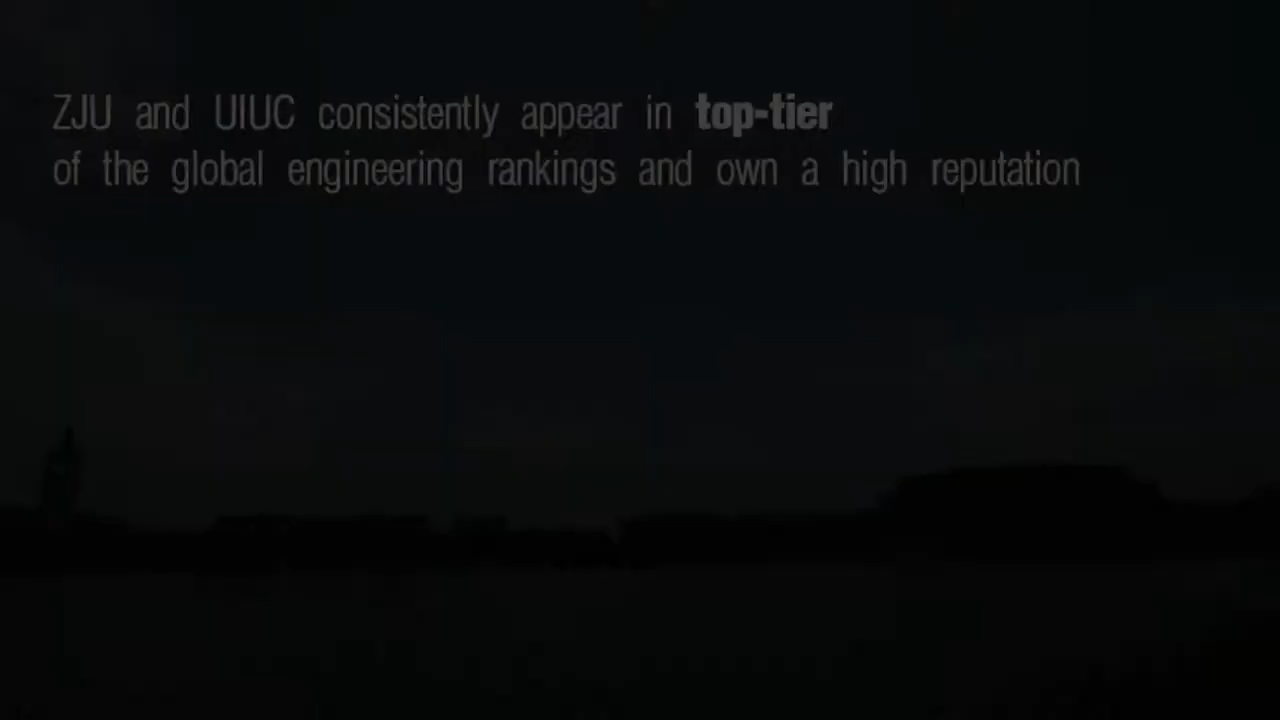 ZJU and UIUC consistently appear in top-tier
of the global engineering rankings and own a high reputation